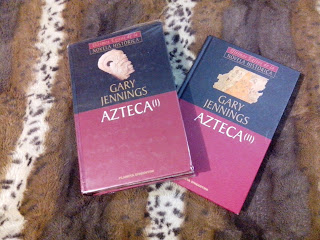 NOVELA HISTÓRICA
GARY
JENNINGS
AZTECA(I)
NOVELA HISTÓRICA
GARY
JENNINGS
AZTECA(II)